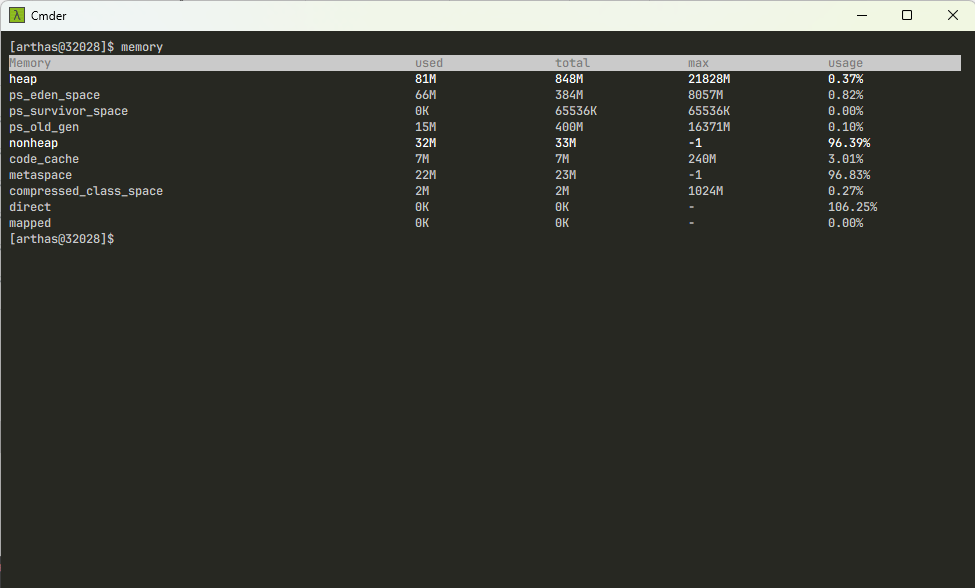 Cmder
[arthas@32028]$ memory
Memory used total max usage
heap 81M 848M 21828M 0.37%
ps_eden_space 66M 384M 8057M 0.82%
ps_survivor_space 0K 65536K 65536K 0.00%
ps_old_gen 15M 400M 16371M 0.10%
nonheap 32M 33M -1 96.39%
code_cache 7M 7M 240M 3.01%
metaspace 22M 23M -1 96.83%
compressed_class_space 2M 2M 1024M 0.27%
direct 0K 0K - 106.25%
mapped 0K 0K - 0.00%
[arthas@32028]$